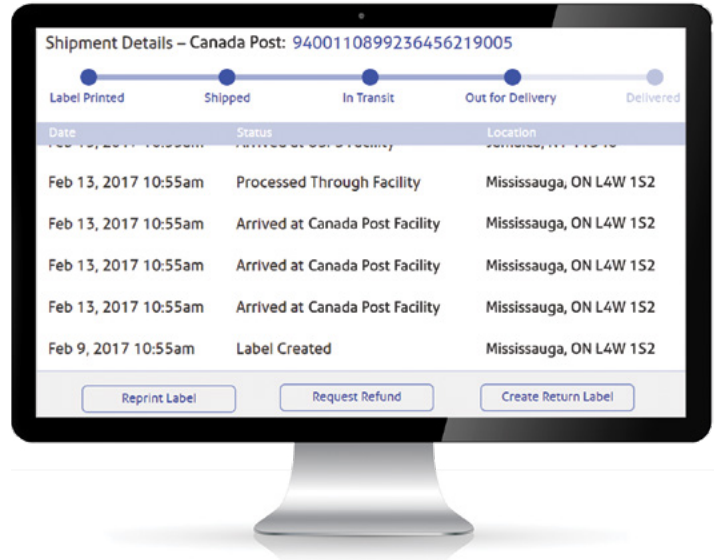 Shipment Details – Canada Post: 9400110899236456219005
Label Printed Shipped In Transit Out for Delivery Delivered
Date Status Location
Feb 13, 2017 10:55am Processed Through Facility Mississauga, ON L4W 1S2
Feb 13, 2017 10:55am Arrived at Canada Post Facility Mississauga, ON L4W 1S2
Feb 13, 2017 10:55am Arrived at Canada Post Facility Mississauga, ON L4W 1S2
Feb 13, 2017 10:55am Arrived at Canada Post Facility Mississauga, ON L4W 1S2
Feb 9, 2017 10:55am Label Created Mississauga, ON L4W 1S2
Reprint Label Request Refund Create Return Label